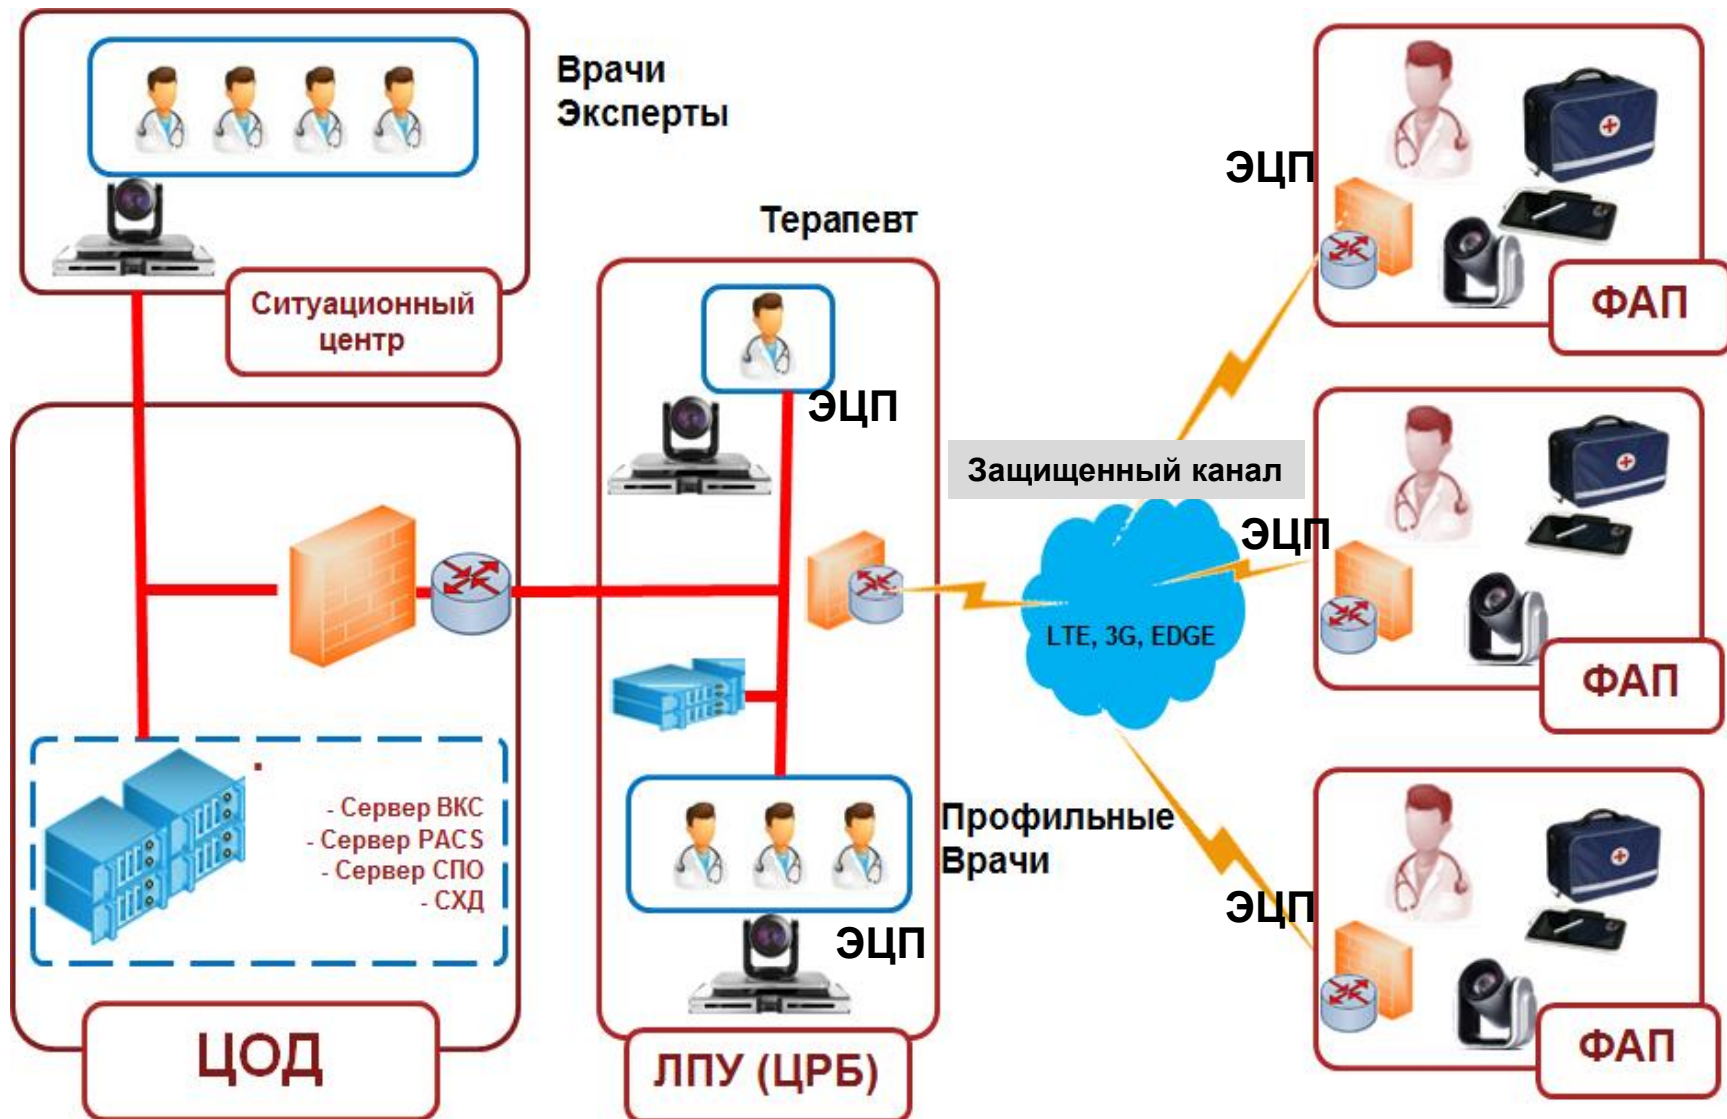 Врачи
Эксперты
Ситуационный
центр
Терапевт
ЭЦП
ЭЦП
ФАП
Защищенный канал
ЭЦП
LTE, 3G, EDGE
ФАП
- Сервер ВКС
- Сервер PACS
- Сервер СПО
- СХД
Профильные
Врачи
ЭЦП
ЭЦП
ФАП
ЦОД
ЛПУ (ЦРБ)